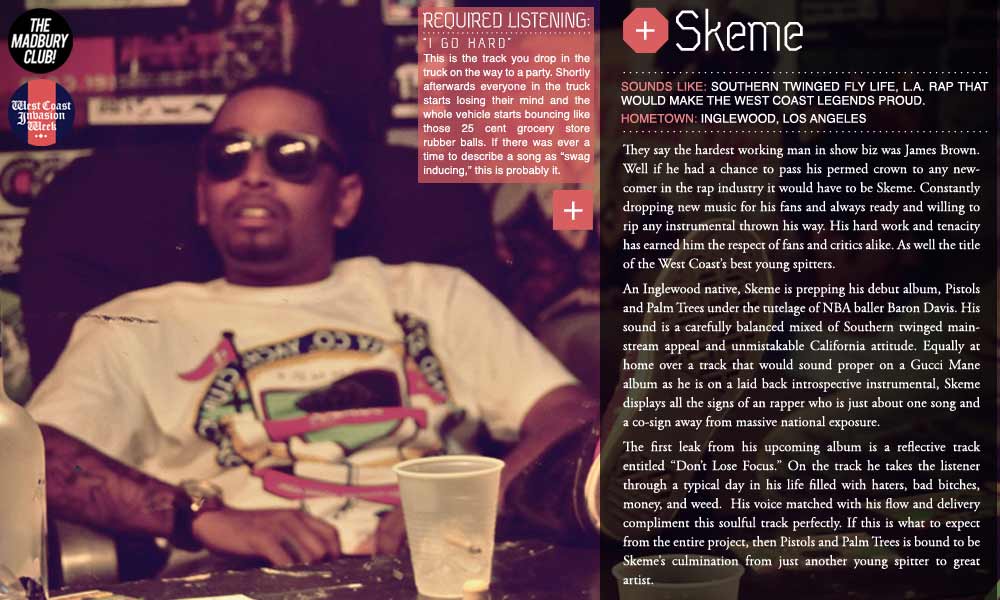 THE
MADBURY
CLUB!
West Coast
Invasion
Week
REQUIRED LISTENING:
"I GO HARD"
This is the track you drop in the
truck on the way to a party. Shortly
afterwards everyone in the truck
starts losing their mind and the
whole vehicle starts bouncing like
those 25 cent grocery store
rubber balls. If there was ever a
time to describe a song as “swag
inducing,” this is probably it.
Skeme
SOUNDS LIKE: SOUTHERN TWINGED FLY LIFE, L.A. RAP THAT
WOULD MAKE THE WEST COAST LEGENDS PROUD.
HOMETOWN: INGLEWOOD, LOS ANGELES
They say the hardest working man in show biz was James Brown.
Well if he had a chance to pass his permed crown to any new-
comer in the rap industry it would have to be Skeme. Constantly
dropping new music for his fans and always ready and willing to
rip any instrumental thrown his way. His hard work and tenacity
has earned him the respect of fans and critics alike. As well the title
of the West Coast’s best young spitters.
An Inglewood native, Skeme is prepping his debut album, Pistols
and Palm Trees under the tutelage of NBA baller Baron Davis. His
sound is a carefully balanced mixed of Southern twinged main-
stream appeal and unmistakable California attitude. Equally at
home over a track that would sound proper on a Gucci Mane
album as he is on a laid back introspective instrumental, Skeme
displays all the signs of an rapper who is just about one song and
a co-sign away from massive national exposure.
The first leak from his upcoming album is a reflective track
entitled “Don’t Lose Focus.” On the track he takes the listener
through a typical day in his life filled with haters, bad bitches,
money, and weed. His voice matched with his flow and delivery
compliment this soulful track perfectly. If this is what to expect
from the entire project, then Pistols and Palm Trees is bound to be
Skeme’s culmination from just another young spitter to great
artist.